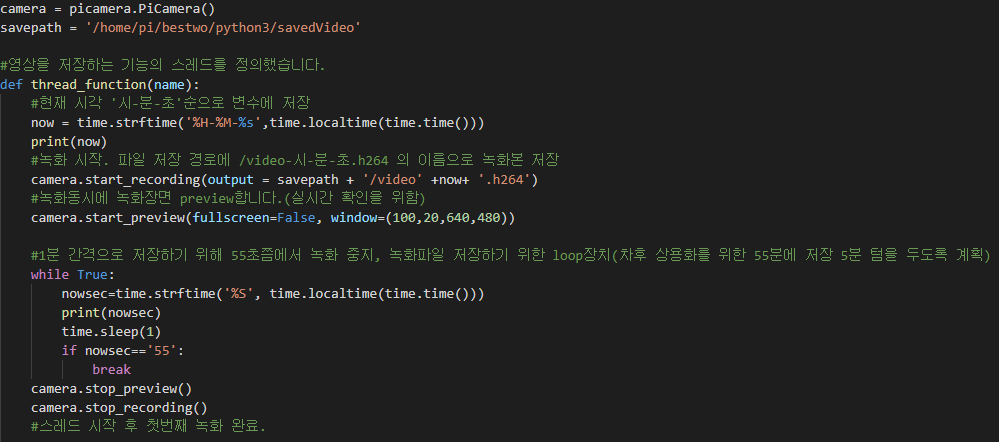 camera = picamera.PiCamera()
savepath = '/home/pi/bestwo/python3/savedVideo'
#영상을 저장하는 기능의 스레드를 정의했습니다.
def thread_function(name):
#현재 시각 '시-분-초'순으로 변수에 저장
now = time.strftime('%H-%M-%s',time.localtime(time.time()))
print(now)
#녹화 시작. 파일 저장 경로에 /video-시-분-초.h264 의 이름으로 녹화본 저장
camera.start_recording(output = savepath + '/video' +now+ '.h264')
#녹화동시에 녹화장면 preview합니다.(실시간 확인을 위함)
camera.start_preview(fullscreen=False, window=(100,20,640,480))
#1분 간격으로 저장하기 위해 55초쯤에서 녹화 중지, 녹화파일 저장하기 위한 loop장치(차후 상용화를 위한 55분에 저장 5분 텀을 두도록 계획)
while True:
nowsec=time.strftime('%S', time.localtime(time.time()))
print(nowsec)
time.sleep(1)
if nowsec=='55':
break
camera.stop_preview()
camera.stop_recording()
#스레드 시작 후 첫번째 녹화 완료.